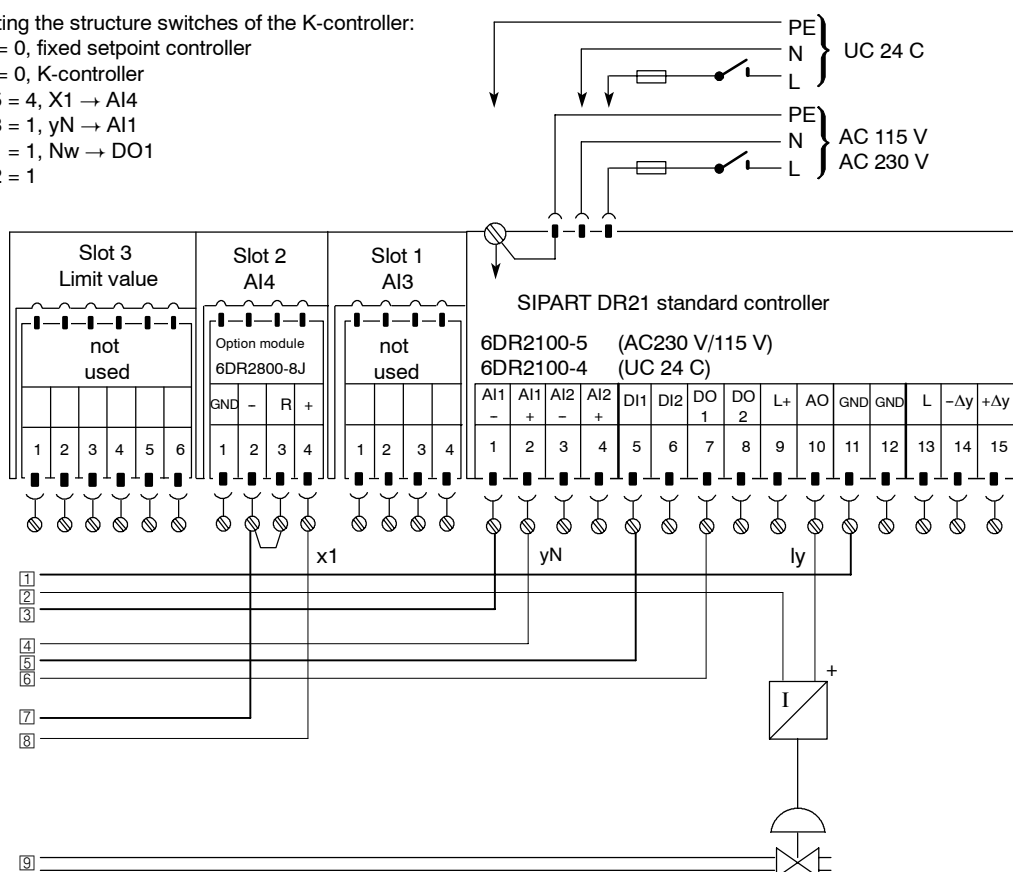 ting the structure switches of the K-controller:
= 0, fixed setpoint controller
= 0, K-controller
= 4, X1 → AI4
= 1, yN → AI1
= 1, Nw → DO1
= 1
PE
N
L
UC 24 C
PE
N
L
AC 115 V
AC 230 V
Slot 3
Limit value
Slot 2
AI4
Slot 1
AI3
SIPART DR21 standard controller
not
used
Option module
6DR2800-8J
not
used
6DR2100-5 (AC230 V/115 V)
6DR2100-4 (UC 24 C)
GND – R +
AI1 – AI1 + AI2 – AI2 + DI1 DI2 DO 1 DO 2 L+ AO GND GND L –Δy +Δy
1 2 3 4 5 6
1 2 3 4
1 2 3 4
1 2 3 4 5 6 7 8 9 10 11 12 13 14 15
x1
yN
Iy
1
2
3
4
5
6
7
8
+
I
9